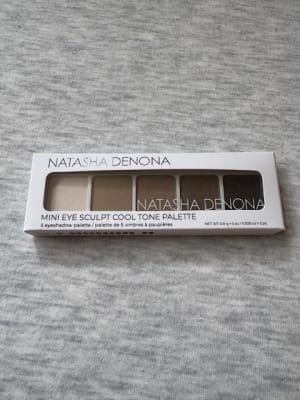 NATASHA DENONA
NATASHA DENONA
MINI EYE SCULPT COOL TONE PALETTE
5 eyeshadow palette / palette de 5 ombres à paupières